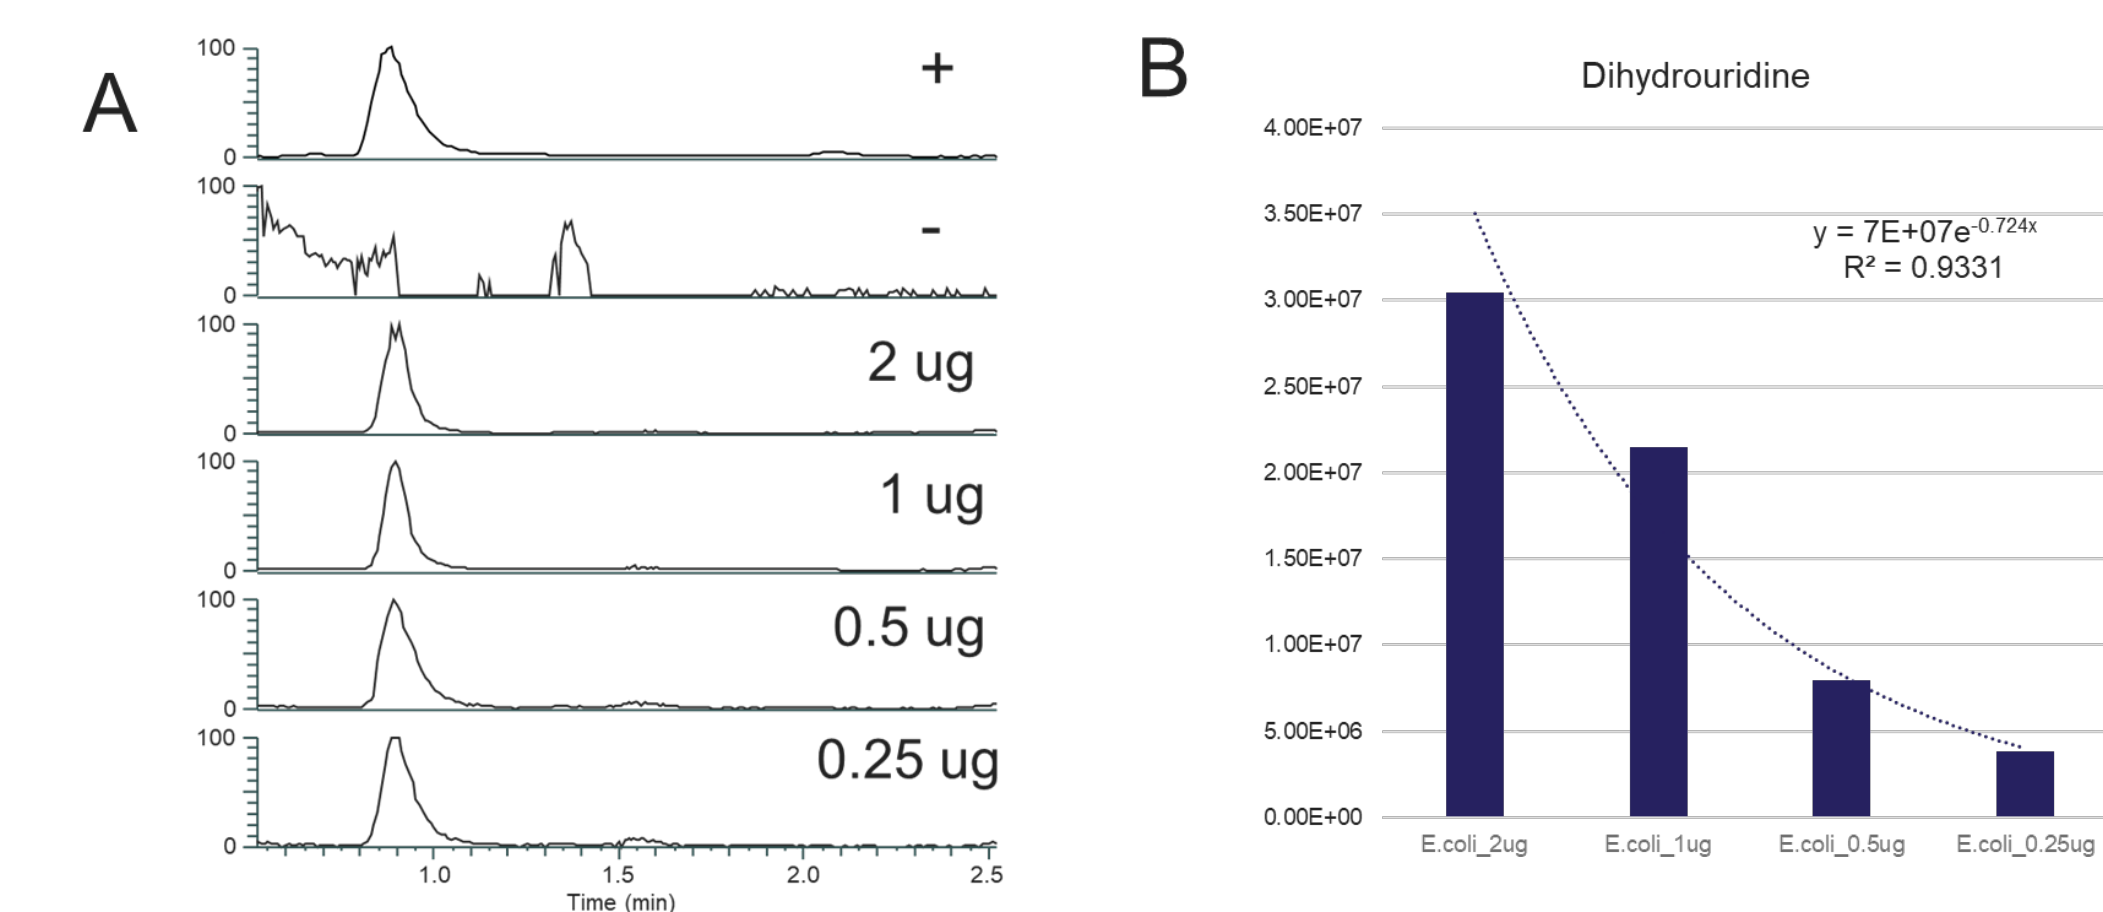 A
100
0
+
100
0
-
100
0
2 ug
100
0
1 ug
100
0
0.5 ug
100
0
0.25 ug
1.0 1.5 2.0 2.5
Time (min)
B
Dihydrouridine
4.00E+07
3.50E+07
3.00E+07
2.50E+07
2.00E+07
1.50E+07
1.00E+07
5.00E+06
0.00E+00
y = 7E+07e-0.724x
R² = 0.9331
E.coli_2ug E.coli_1ug E.coli_0.5ug E.coli_0.25ug